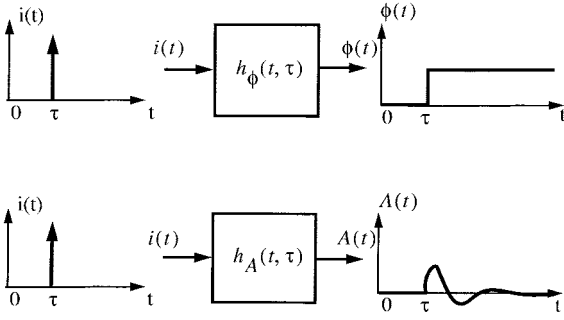 i(t)
0 τ t
i(t)
h_ϕ(t, τ)
ϕ(t)
ϕ(t)
0 τ t
i(t)
0 τ t
i(t)
h_A(t, τ)
A(t)
A(t)
0 τ t